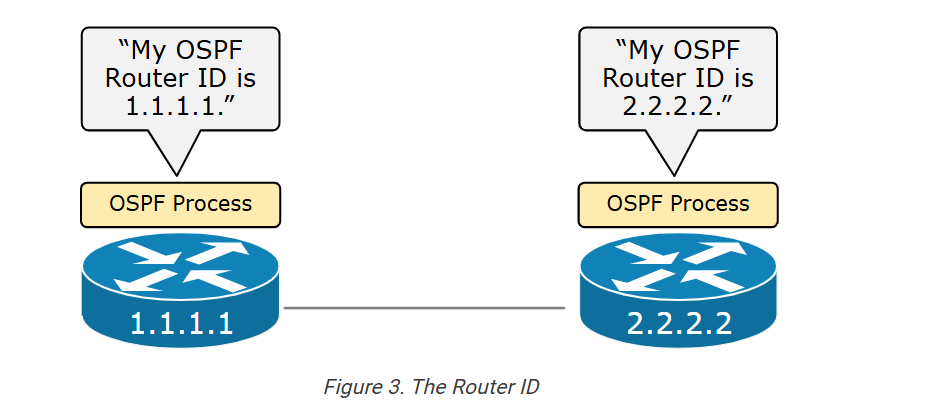 “My OSPF
Router ID is
1.1.1.1.”
“My OSPF
Router ID is
2.2.2.2.”
OSPF Process
OSPF Process
1.1.1.1
2.2.2.2
Figure 3. The Router ID